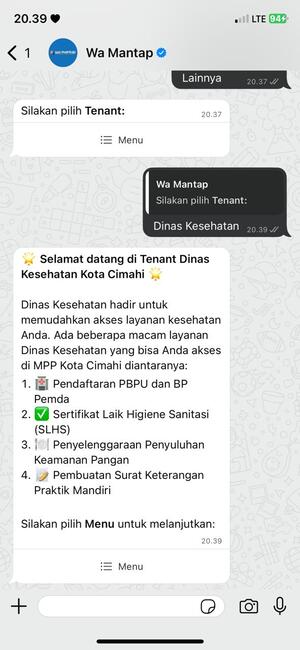 20.39
LTE 94
1
Wa Mantap
Lainnya
20.37
Silakan pilih Tenant:
20.37
Menu
Wa Mantap
Silakan pilih Tenant:
Dinas Kesehatan 20.39
🌟 Selamat datang di Tenant Dinas
Kesehatan Kota Cimahi 🌟
Dinas Kesehatan hadir untuk
memudahkan akses layanan kesehatan
Anda. Ada beberapa macam layanan
Dinas Kesehatan yang bisa Anda akses
di MPP Kota Cimahi diantaranya:
1. 🏥 Pendaftaran PBPU dan BP
Pemda
2. ✅ Sertifikat Laik Higiene Sanitasi
(SLHS)
3. 🍽️ Penyelenggaraan Penyuluhan
Keamanan Pangan
4. 📝 Pembuatan Surat Keterangan
Praktik Mandiri
Silakan pilih Menu untuk melanjutkan:
20.39
Menu